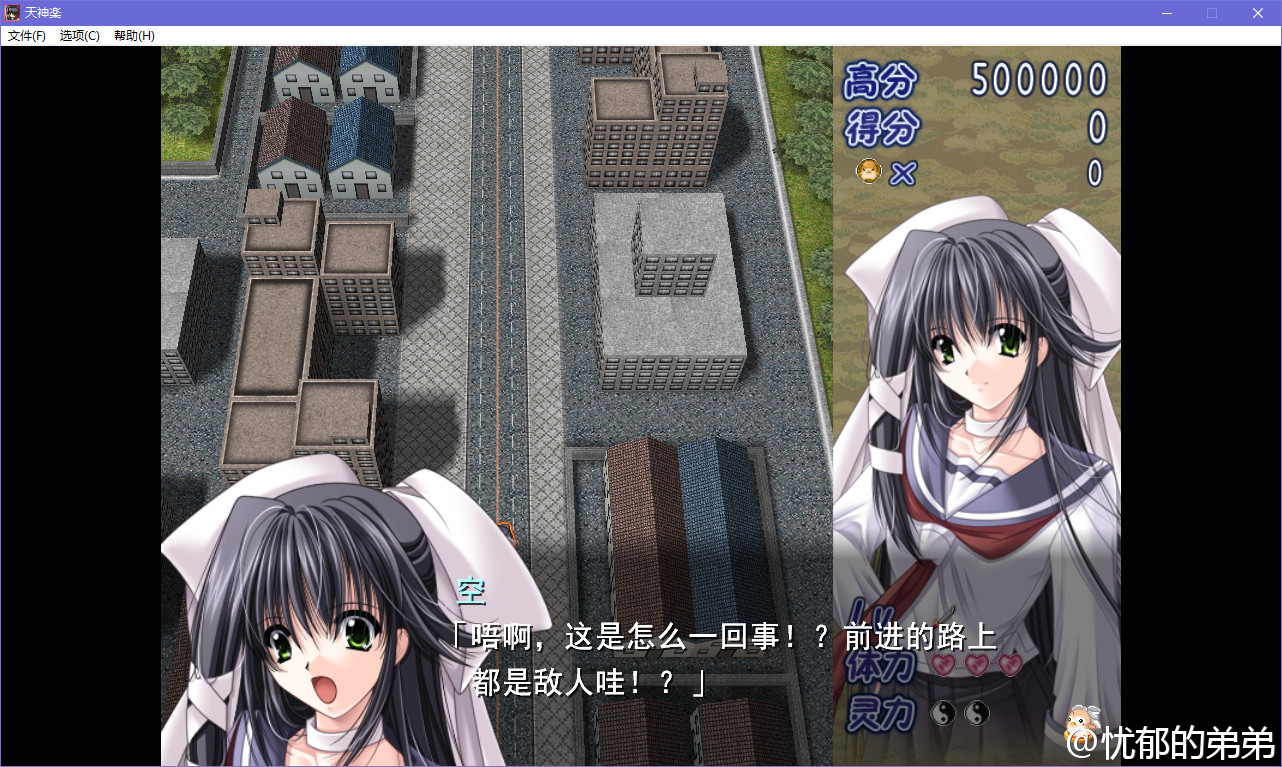 天神楽
文件(F) 选项(C) 帮助(H)
高分 500000
得分 0
× 0
空
「唔啊，这是怎么一回事！？前进的路上
都是敌人哇！？」
Lv
体力
灵力
@忧郁的弟弟